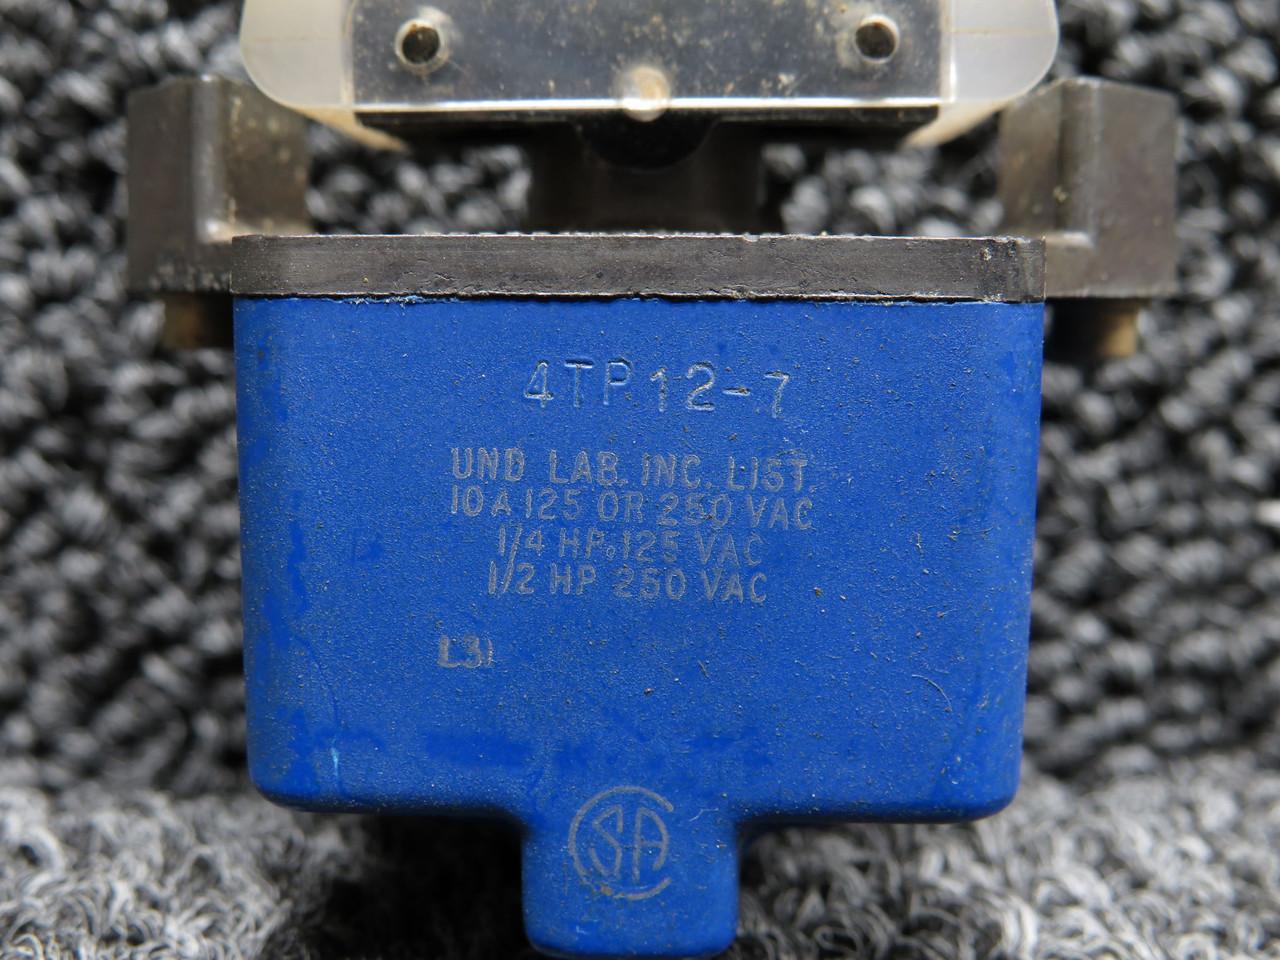 4TP12-7
UND LAB. INC. LIST.
10A 125 OR 250 VAC
1/4 HP. 125 VAC
1/2 HP 250 VAC
L31
CSA